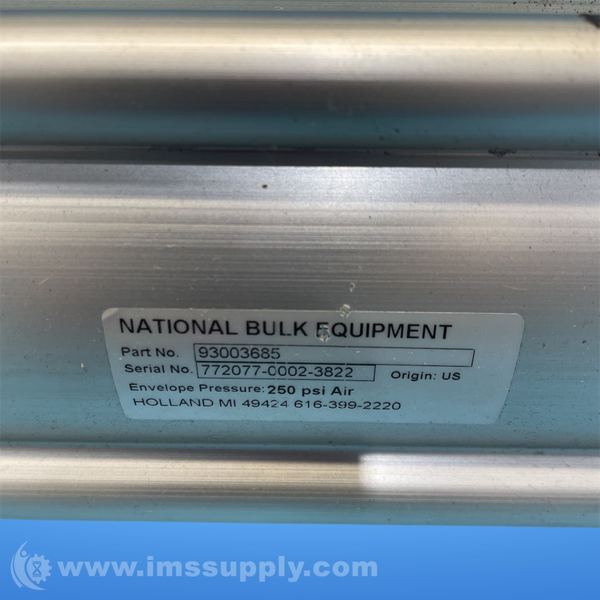 NATIONAL BULK EQUIPMENT
Part No. 93003685
Serial No. 772077-0002-3822 Origin: US
Envelope Pressure: 250 psi Air
HOLLAND MI 49424 616-399-2220
www.imssupply.com